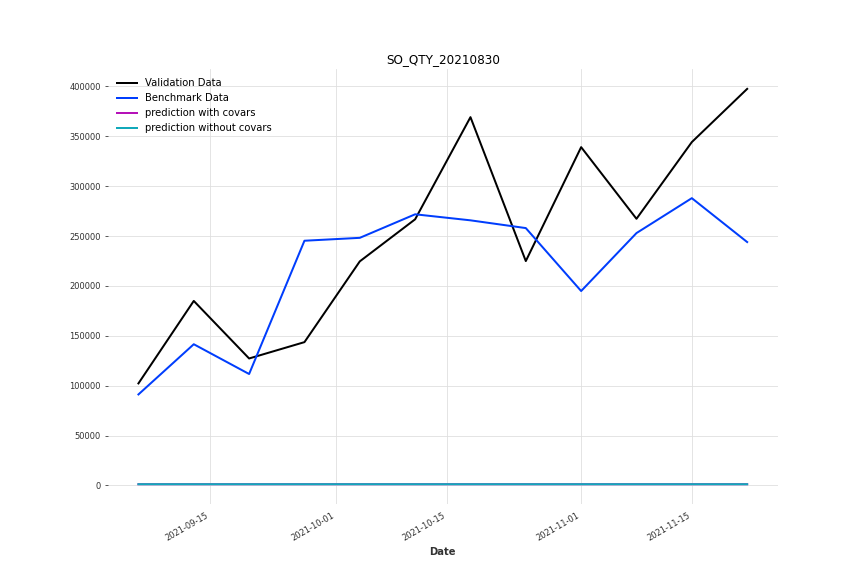 SO_QTY_20210830
Validation Data
Benchmark Data
prediction with covars
prediction without covars
400000
350000
300000
250000
200000
150000
100000
50000
0
2021-09-15
2021-10-01
2021-10-15
2021-11-01
2021-11-15
Date